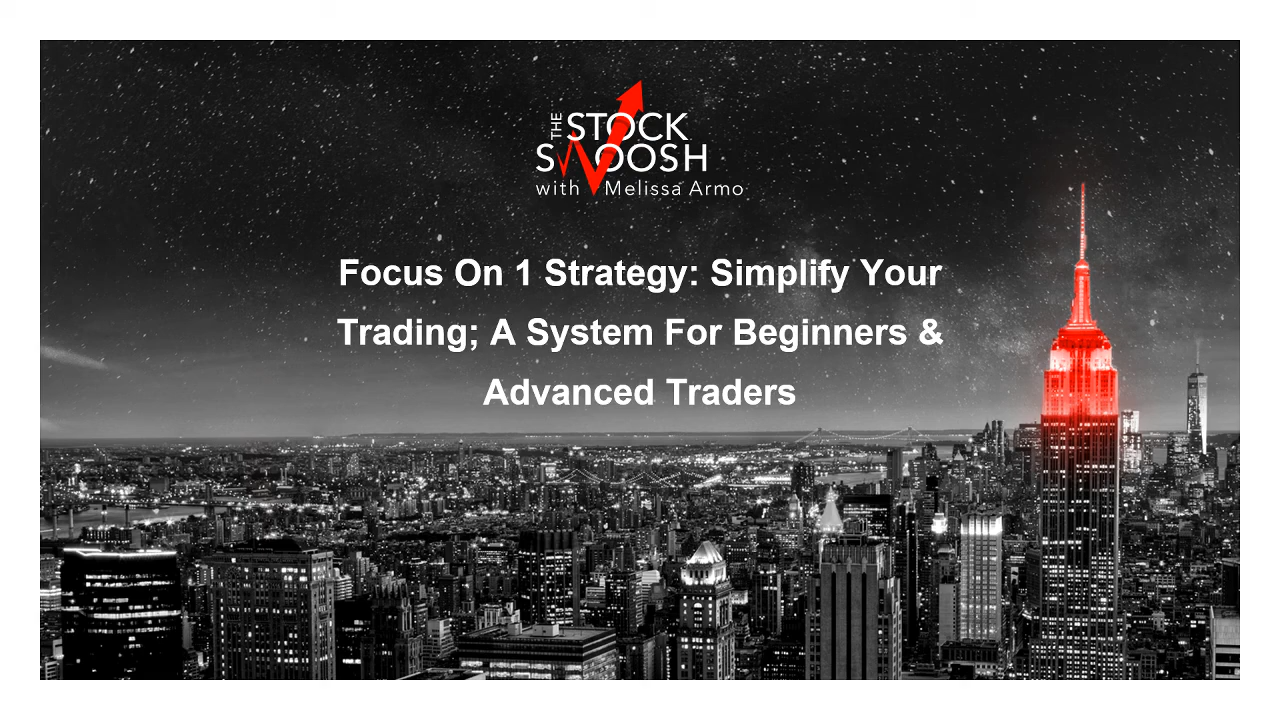 THE STOCK
SWOOSH
with Melissa Armo
Focus On 1 Strategy: Simplify Your
Trading; A System For Beginners &
Advanced Traders